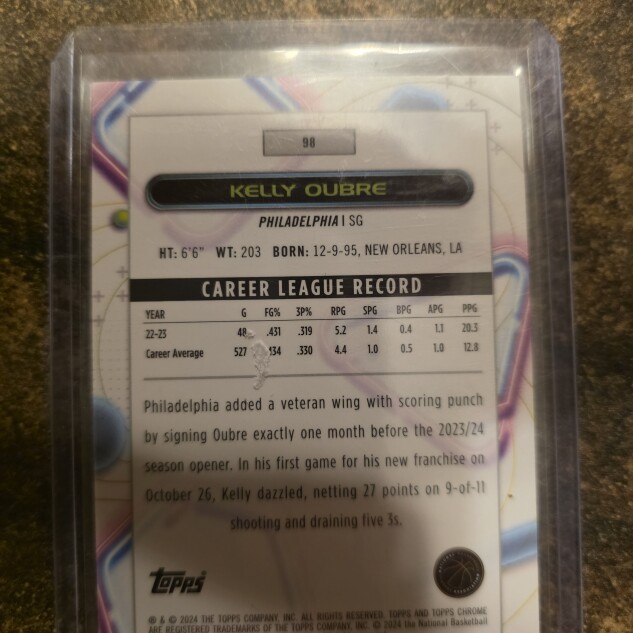 98
KELLY OUBRE
PHILADELPHIA | SG
HT: 6'6" WT: 203 BORN: 12-9-95, NEW ORLEANS, LA
CAREER LEAGUE RECORD
YEAR G FG% 3P% RPG SPG BPG APG PPG
22-23 48 .431 .319 5.2 1.4 0.4 1.1 20.3
Career Average 527 .330 4.4 1.0 0.5 1.0 12.8
Philadelphia added a veteran wing with scoring punch
by signing Oubre exactly one month before the 2023/24
season opener. In his first game for his new franchise on
October 26, Kelly dazzled, netting 27 points on 9-of-11
shooting and draining five 3s.
Topps
® & © 2024 THE TOPPS COMPANY, INC. ALL RIGHTS RESERVED. TOPPS AND TOPPS CHROME
ARE REGISTERED TRADEMARKS OF THE TOPPS COMPANY, INC. © 2024 the National Basketball